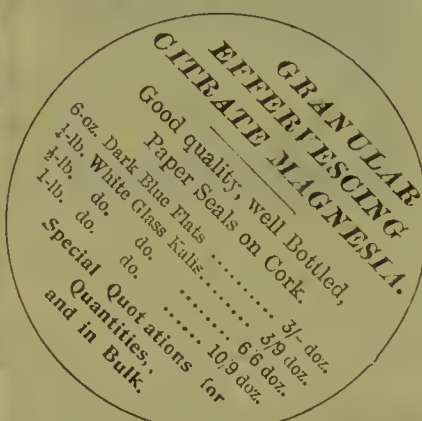 GRANULAR
EFFERVESCING
CITRATE MAGNESIA.
Good quality, well Bottled,
Paper Seals on Cork.
6-oz. Dark Blue Flats .......... 3/- doz.
¼-lb. White Glass Kalis........ 3/9 doz.
½-lb. do. do. ........ 6/6 doz.
1-lb. do. do. ...... 10/9 doz.
Special Quotations for
Quantities,
and in Bulk.